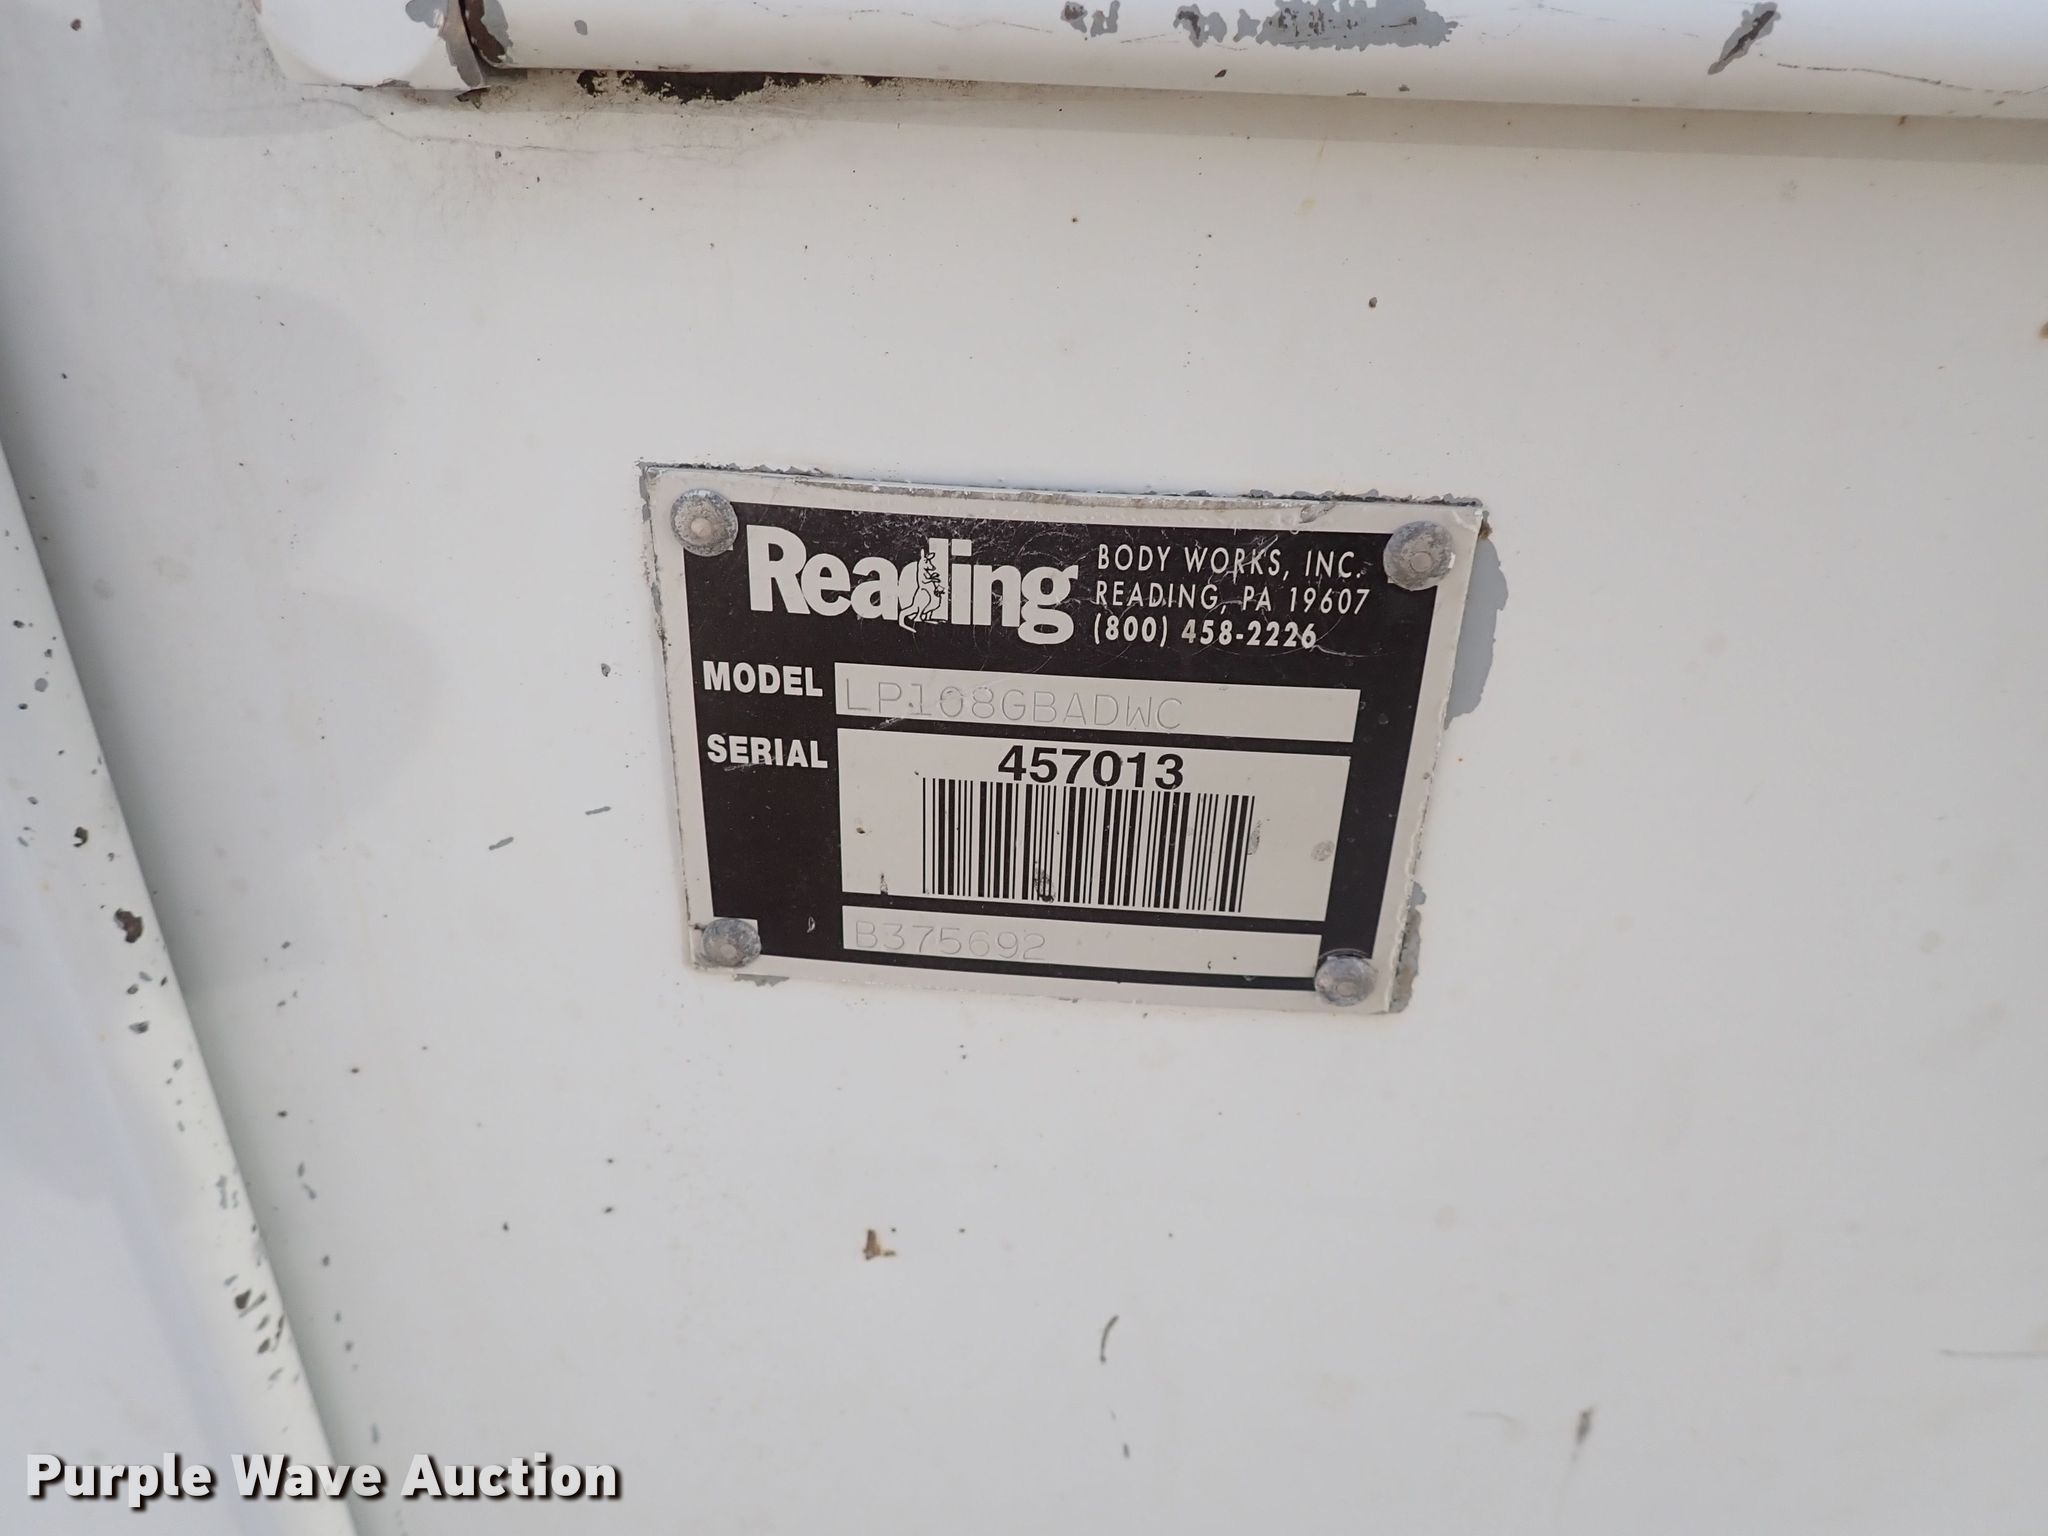 Reading
BODY WORKS, INC.
READING, PA 19607
(800) 458-2226
MODEL LP108GBADWC
SERIAL 457013
B375692
Purple Wave Auction